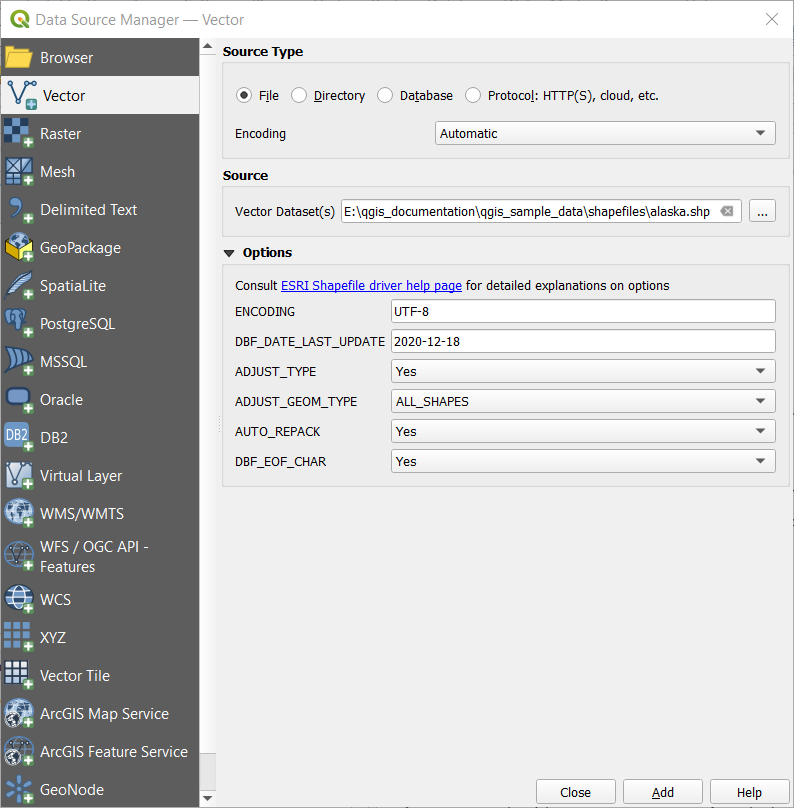 Data Source Manager — Vector
Browser
Vector
Raster
Mesh
Delimited Text
GeoPackage
SpatiaLite
PostgreSQL
MSSQL
Oracle
DB2
DB2
Virtual Layer
WMS/WMTS
WFS / OGC API -
Features
WCS
XYZ
Vector Tile
ArcGIS Map Service
ArcGIS Feature Service
GeoNode
Source Type
File Directory Database Protocol: HTTP(S), cloud, etc.
Encoding Automatic
Source
Vector Dataset(s) E:\qgis_documentation\qgis_sample_data\shapefiles\alaska.shp ...
Options
Consult ESRI Shapefile driver help page for detailed explanations on options
ENCODING UTF-8
DBF_DATE_LAST_UPDATE 2020-12-18
ADJUST_TYPE Yes
ADJUST_GEOM_TYPE ALL_SHAPES
AUTO_REPACK Yes
DBF_EOF_CHAR Yes
Close Add Help